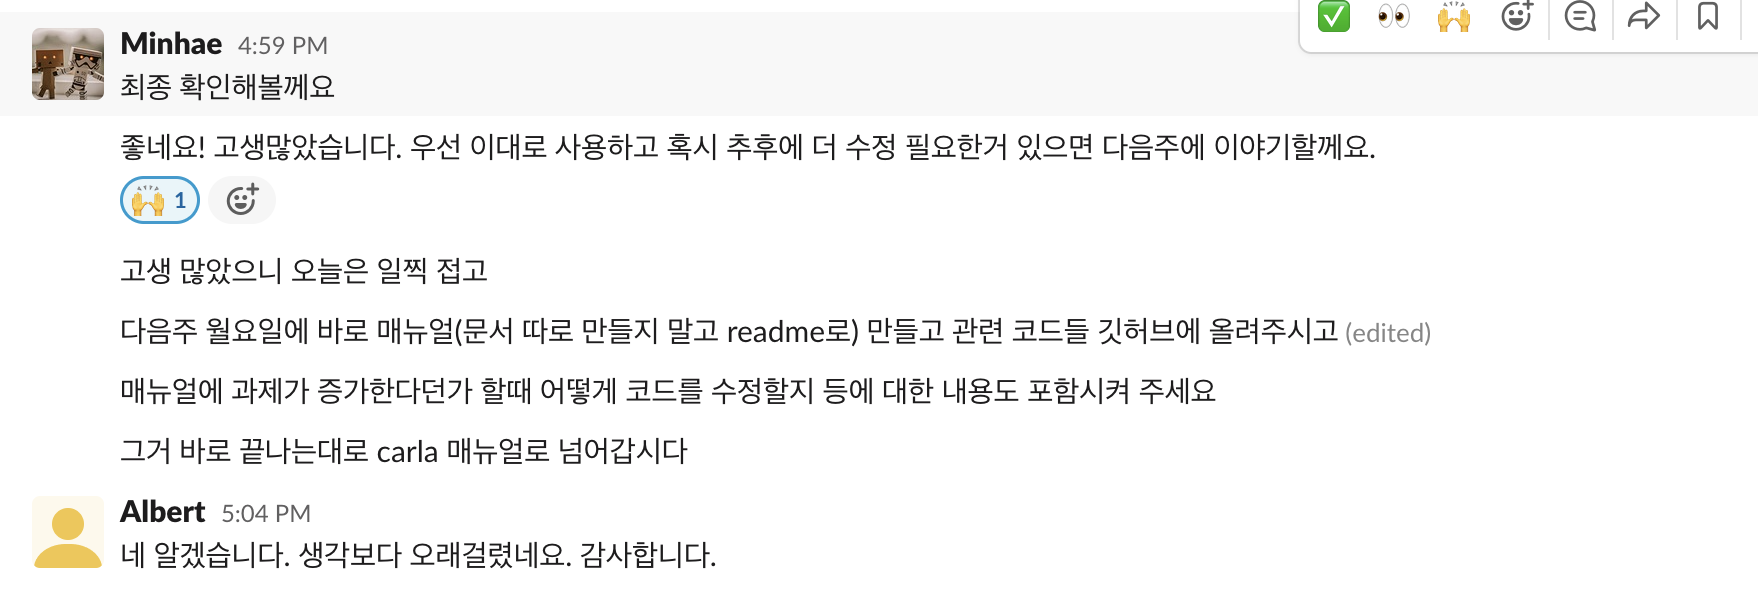 Minhae 4:59 PM
최종 확인해볼께요
좋네요! 고생많았습니다. 우선 이대로 사용하고 혹시 추후에 더 수정 필요한거 있으면 다음주에 이야기할께요.
1
고생 많았으니 오늘은 일찍 접고
다음주 월요일에 바로 매뉴얼(문서 따로 만들지 말고 readme로) 만들고 관련 코드들 깃허브에 올려주시고 (edited)
매뉴얼에 과제가 증가한다던가 할때 어떻게 코드를 수정할지 등에 대한 내용도 포함시켜 주세요
그거 바로 끝나는대로 carla 매뉴얼로 넘어갑시다
Albert 5:04 PM
네 알겠습니다. 생각보다 오래걸렸네요. 감사합니다.